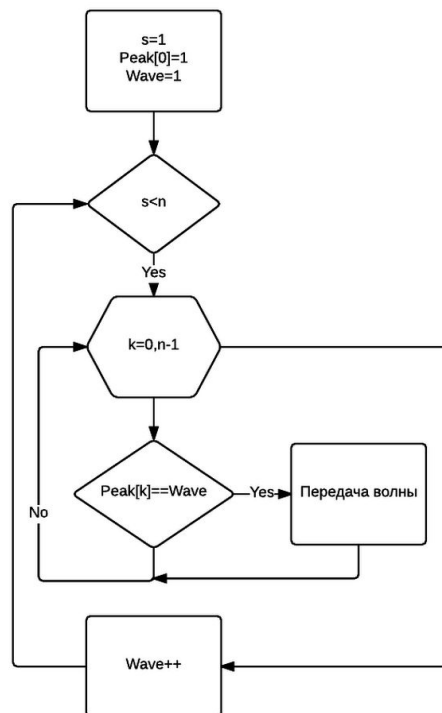 s=1
Peak[0]=1
Wave=1
s<n
Yes
k=0,n-1
Peak[k]==Wave
Yes
Передача волны
No
Wave++